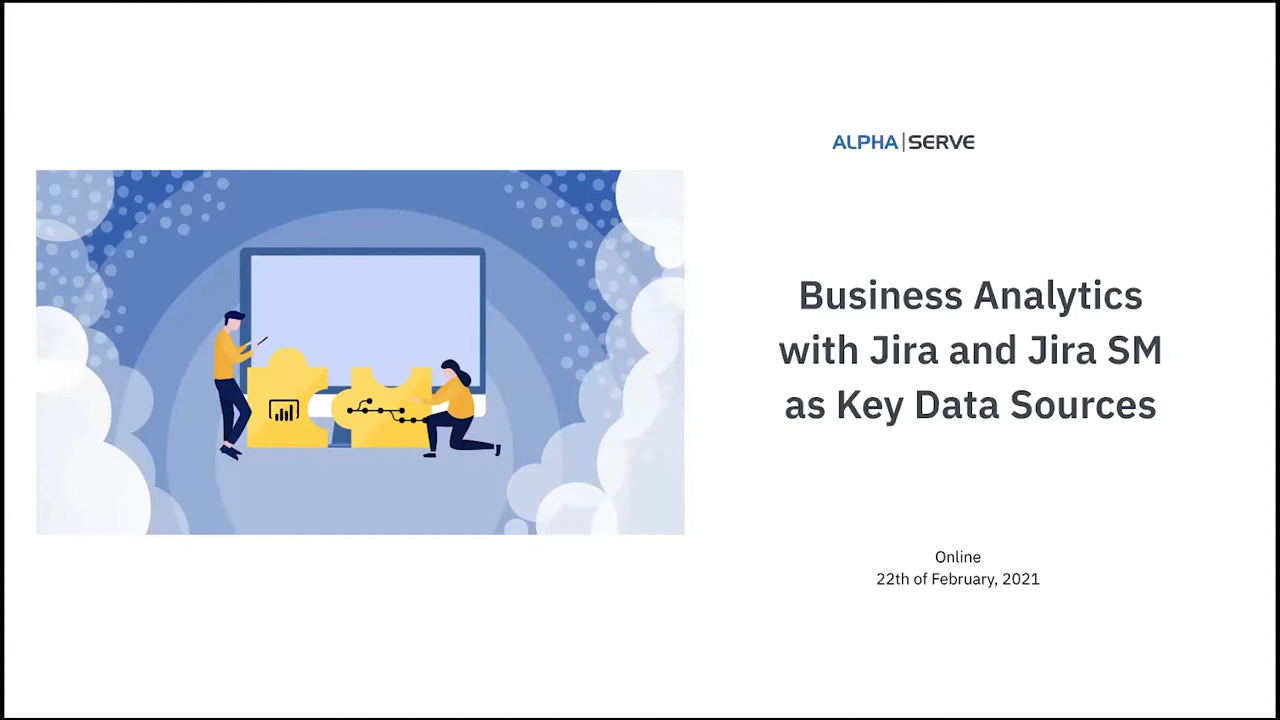 ALPHA|SERVE
Business Analytics
with Jira and Jira SM
as Key Data Sources
Online
22th of February, 2021